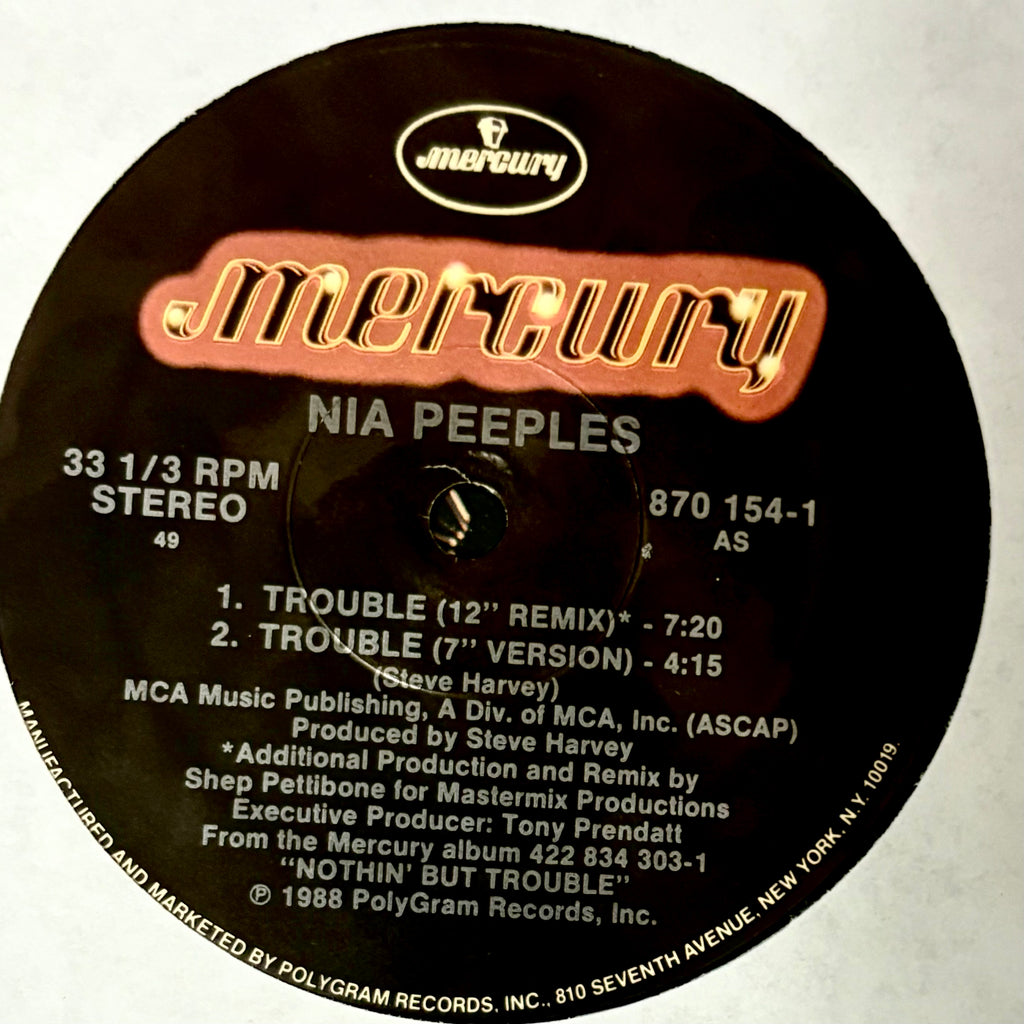 mercury
mercury
NIA PEEPLES
33 1/3 RPM
STEREO
49
870 154-1
AS
1. TROUBLE (12” REMIX)* - 7:20
2. TROUBLE (7” VERSION) - 4:15
(Steve Harvey)
MCA Music Publishing, A Div. of MCA, Inc. (ASCAP)
Produced by Steve Harvey
*Additional Production and Remix by
Shep Pettibone for Mastermix Productions
Executive Producer: Tony Prendatt
From the Mercury album 422 834 303-1
“NOTHIN’ BUT TROUBLE”
℗ 1988 PolyGram Records, Inc.
MANUFACTURED AND MARKETED BY POLYGRAM RECORDS, INC., 810 SEVENTH AVENUE, NEW YORK, N.Y. 10019.